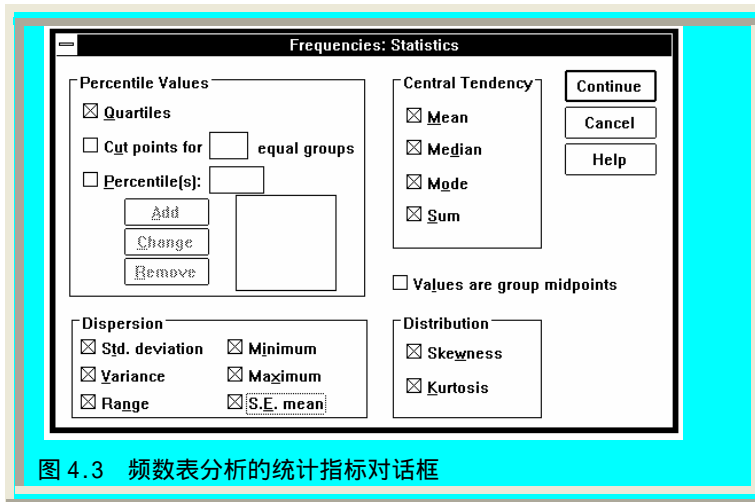 Frequencies: Statistics
Percentile Values
Quartiles
Cut points for equal groups
Percentile(s):
Add
Change
Remove
Central Tendency
Mean
Median
Mode
Sum
Continue
Cancel
Help
Values are group midpoints
Dispersion
Std. deviation Minimum
Variance Maximum
Range S.E. mean
Distribution
Skewness
Kurtosis
图 4.3 频数表分析的统计指标对话框